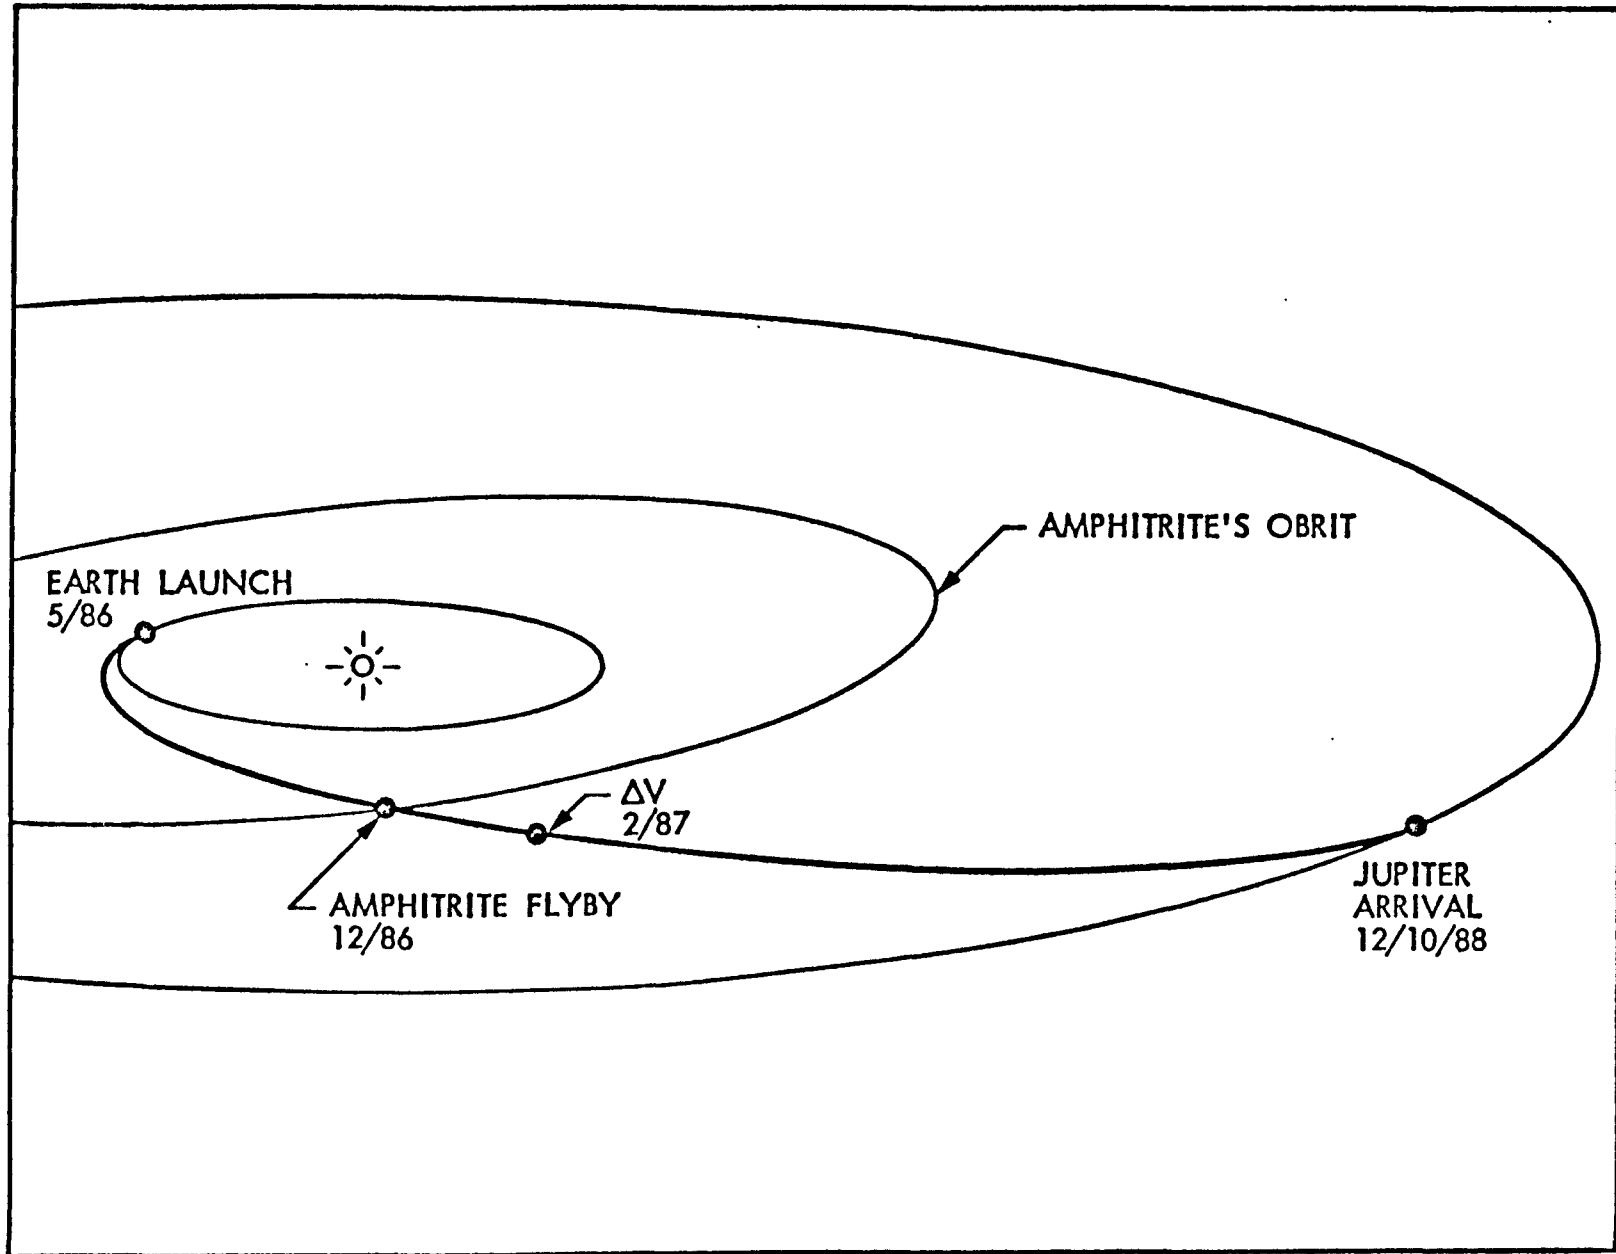 AMPHITRITE'S OBRIT
EARTH LAUNCH
5/86
ΔV
2/87
AMPHITRITE FLYBY
12/86
JUPITER
ARRIVAL
12/10/88